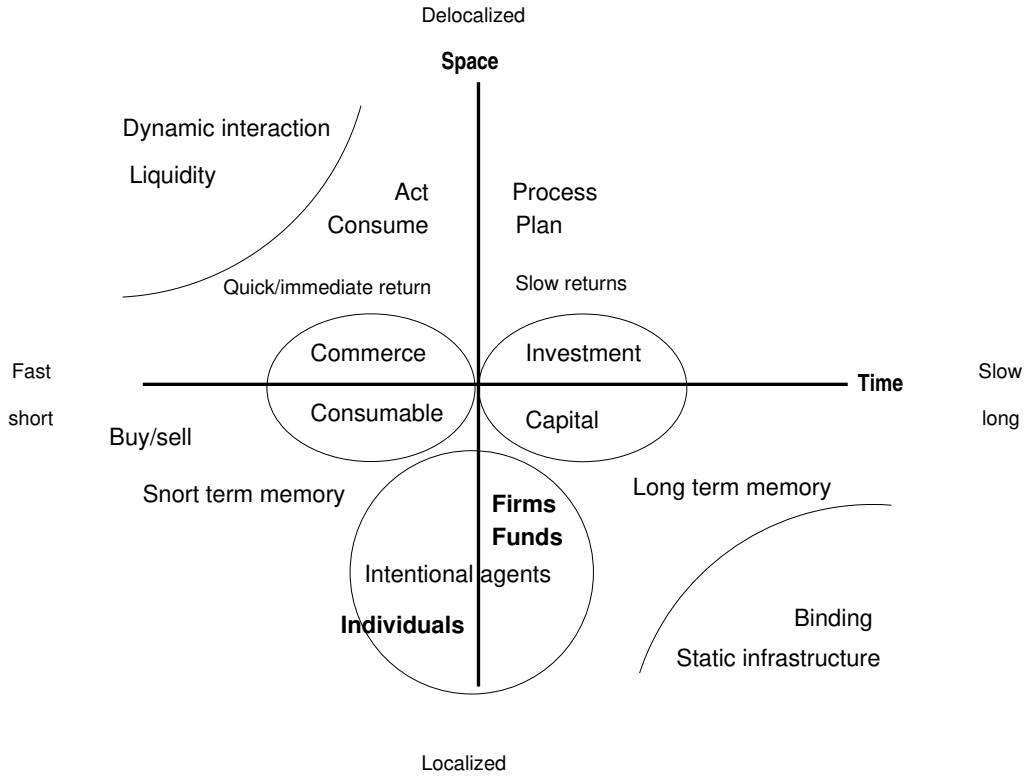 Delocalized
Space
Dynamic interaction
Liquidity
Act
Consume
Process
Plan
Quick/immediate return
Slow returns
Commerce
Investment
Fast
Time
Slow
short
Consumable
Capital
long
Buy/sell
Snort term memory
Long term memory
Firms
Funds
Intentional agents
Individuals
Binding
Static infrastructure
Localized